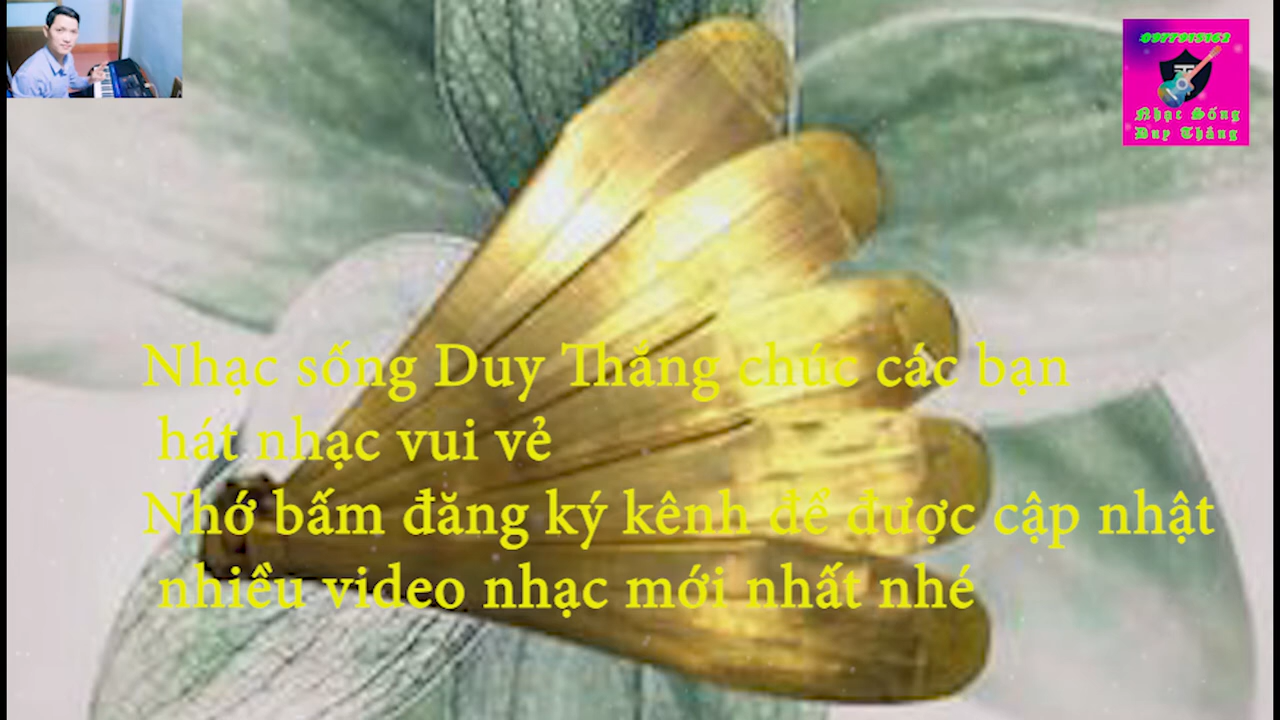 Nhạc Sống
Duy Thắng
Nhạc sống Duy Thắng chúc các bạn
hát nhạc vui vẻ
Nhớ bấm đăng ký kênh để được cập nhật
nhiều video nhạc mới nhất nhé